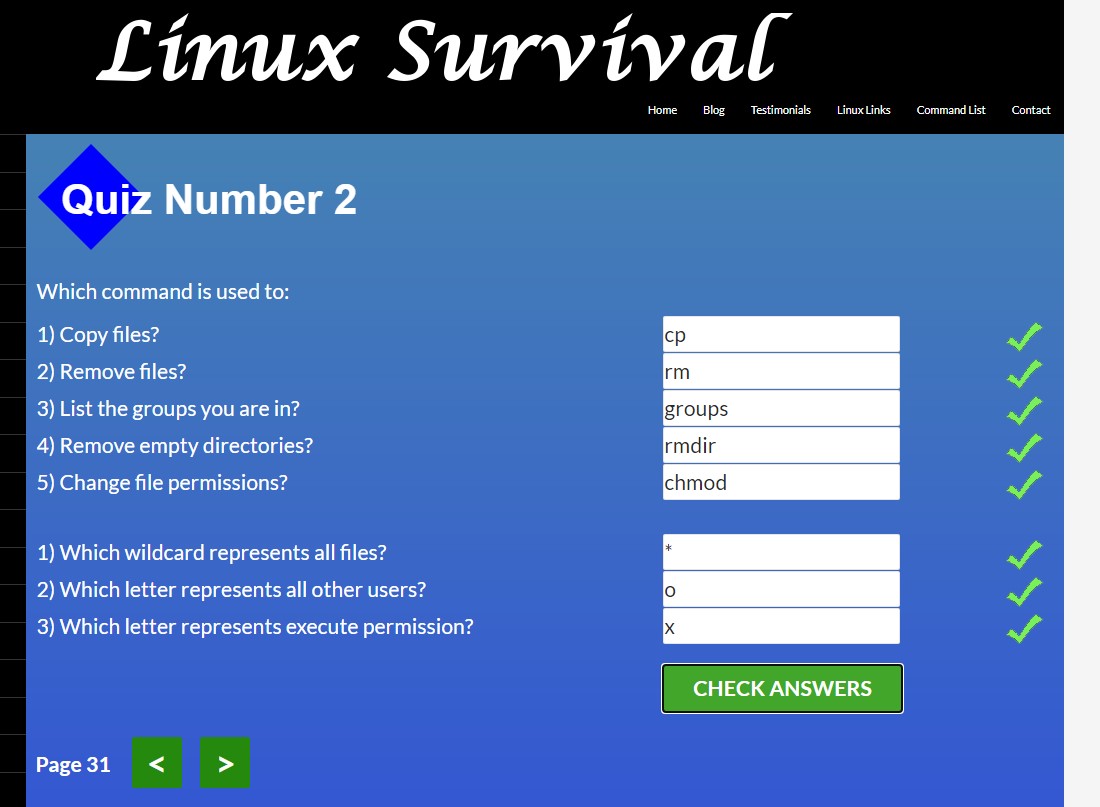 Linux Survival
Home Blog Testimonials Linux Links Command List Contact
Quiz Number 2
Which command is used to:
1) Copy files? cp
2) Remove files? rm
3) List the groups you are in? groups
4) Remove empty directories? rmdir
5) Change file permissions? chmod
1) Which wildcard represents all files? *
2) Which letter represents all other users? o
3) Which letter represents execute permission? x
CHECK ANSWERS
Page 31 < >